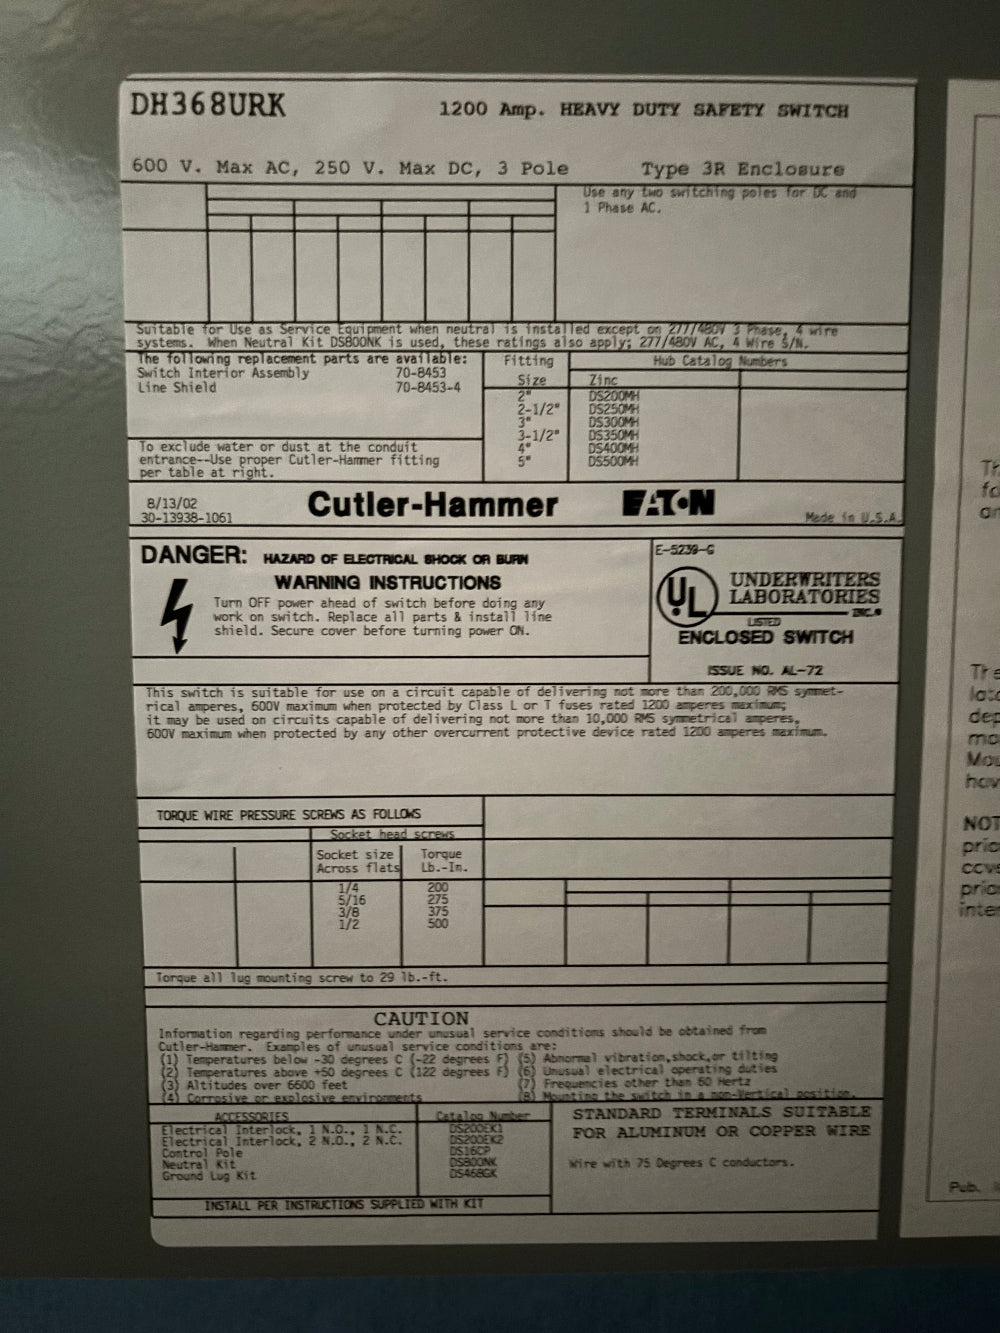 DH368URK 1200 Amp. HEAVY DUTY SAFETY SWITCH
600 V. Max AC, 250 V. Max DC, 3 Pole Type 3R Enclosure
Use any two switching poles for DC and
1 Phase AC.
Suitable for Use as Service Equipment when neutral is installed except on 277/480V 3 Phase, 4 wire
systems. When Neutral Kit DS800NK is used, these ratings also apply; 277/480V AC, 4 Wire S/N.
The following replacement parts are available:
Switch Interior Assembly 70-8453
Line Shield 70-8453-4
To exclude water or dust at the conduit
entrance--Use proper Cutler-Hammer fitting
per table at right.
Fitting Hub Catalog Numbers
Size Zinc
2" DS200MH
2-1/2" DS250MH
3" DS300MH
3-1/2" DS350MH
4" DS400MH
5" DS500MH
8/13/02
30-13938-1061
Cutler-Hammer EATON
Made in U.S.A.
DANGER: HAZARD OF ELECTRICAL SHOCK OR BURN
WARNING INSTRUCTIONS
Turn OFF power ahead of switch before doing any
work on switch. Replace all parts & install line
shield. Secure cover before turning power ON.
E-5239-G
UL UNDERWRITERS
LABORATORIES
INC.®
LISTED
ENCLOSED SWITCH
ISSUE NO. AL-72
This switch is suitable for use on a circuit capable of delivering not more than 200,000 RMS symmet-
rical amperes, 600V maximum when protected by Class L or T fuses rated 1200 amperes maximum;
it may be used on circuits capable of delivering not more than 10,000 RMS symmetrical amperes,
600V maximum when protected by any other overcurrent protective device rated 1200 amperes maximum.
TORQUE WIRE PRESSURE SCREWS AS FOLLOWS
Socket head screws
Socket size Torque
Across flats Lb.-In.
1/4 200
5/16 275
3/8 375
1/2 500
Torque all lug mounting screw to 29 lb.-ft.
CAUTION
Information regarding performance under unusual service conditions should be obtained from
Cutler-Hammer. Examples of unusual service conditions are:
(1) Temperatures below -30 degrees C (-22 degrees F) (5) Abnormal vibration,shock,or tilting
(2) Temperatures above +50 degrees C (122 degrees F) (6) Unusual electrical operating duties
(3) Altitudes over 6600 feet (7) Frequencies other than 60 Hertz
(4) Corrosive or explosive environments (8) Mounting the switch in a non-Vertical position.
ACCESSORIES Catalog Number
Electrical Interlock, 1 N.O., 1 N.C. DS200EK1
Electrical Interlock, 2 N.O., 2 N.C. DS200EK2
Control Pole DS16CP
Neutral Kit DS800NK
Ground Lug Kit DS468GK
INSTALL PER INSTRUCTIONS SUPPLIED WITH KIT
STANDARD TERMINALS SUITABLE
FOR ALUMINUM OR COPPER WIRE
Wire with 75 Degrees C conductors.
NOT
Pub.